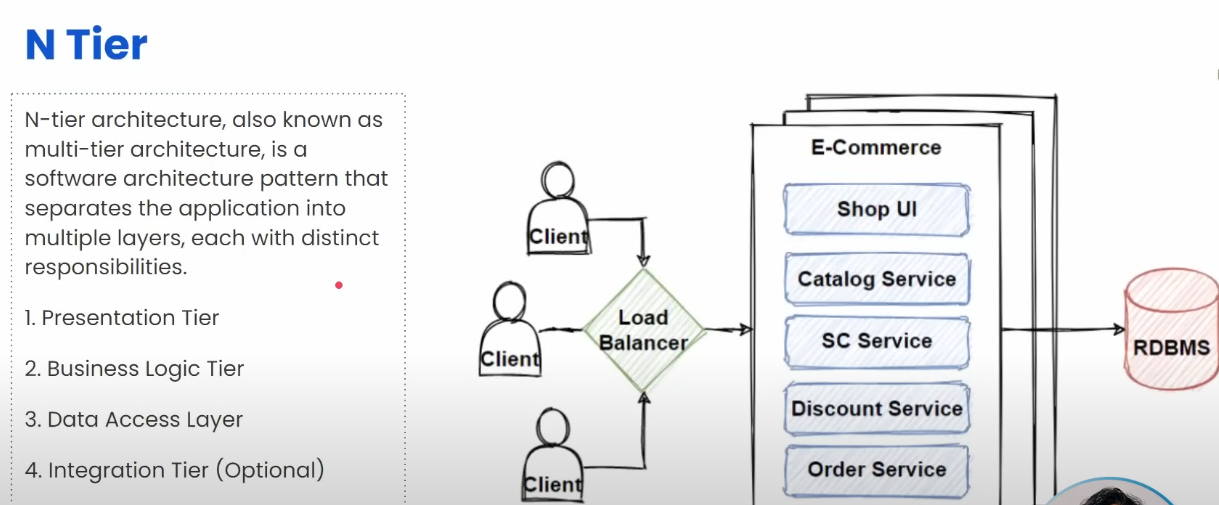 N Tier
N-tier architecture, also known as
multi-tier architecture, is a
software architecture pattern that
separates the application into
multiple layers, each with distinct
responsibilities.
1. Presentation Tier
2. Business Logic Tier
3. Data Access Layer
4. Integration Tier (Optional)
Client
Client
Client
Load
Balancer
E-Commerce
Shop UI
Catalog Service
SC Service
Discount Service
Order Service
RDBMS